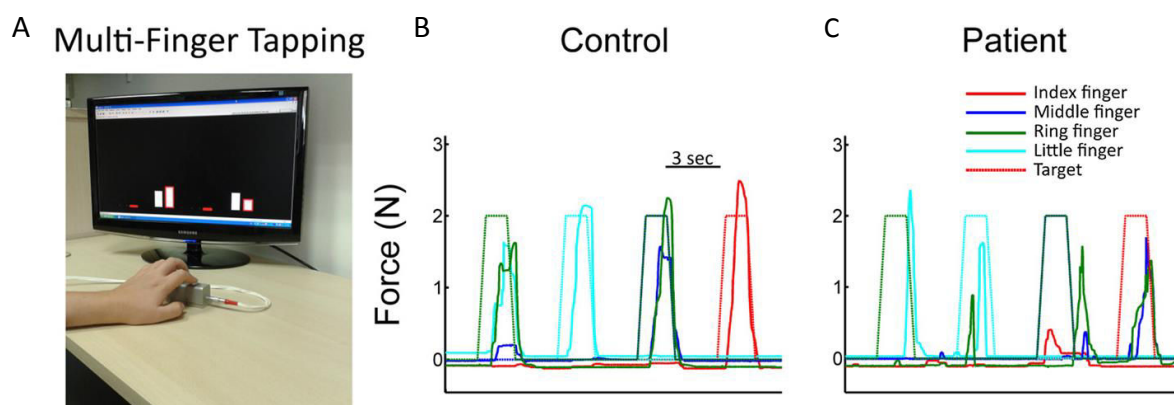 A
Multi-Finger Tapping
SAMSUNG
B
Control
Force (N)
3
2
1
0
3 sec
C
Patient
3
2
1
0
Index finger
Middle finger
Ring finger
Little finger
Target